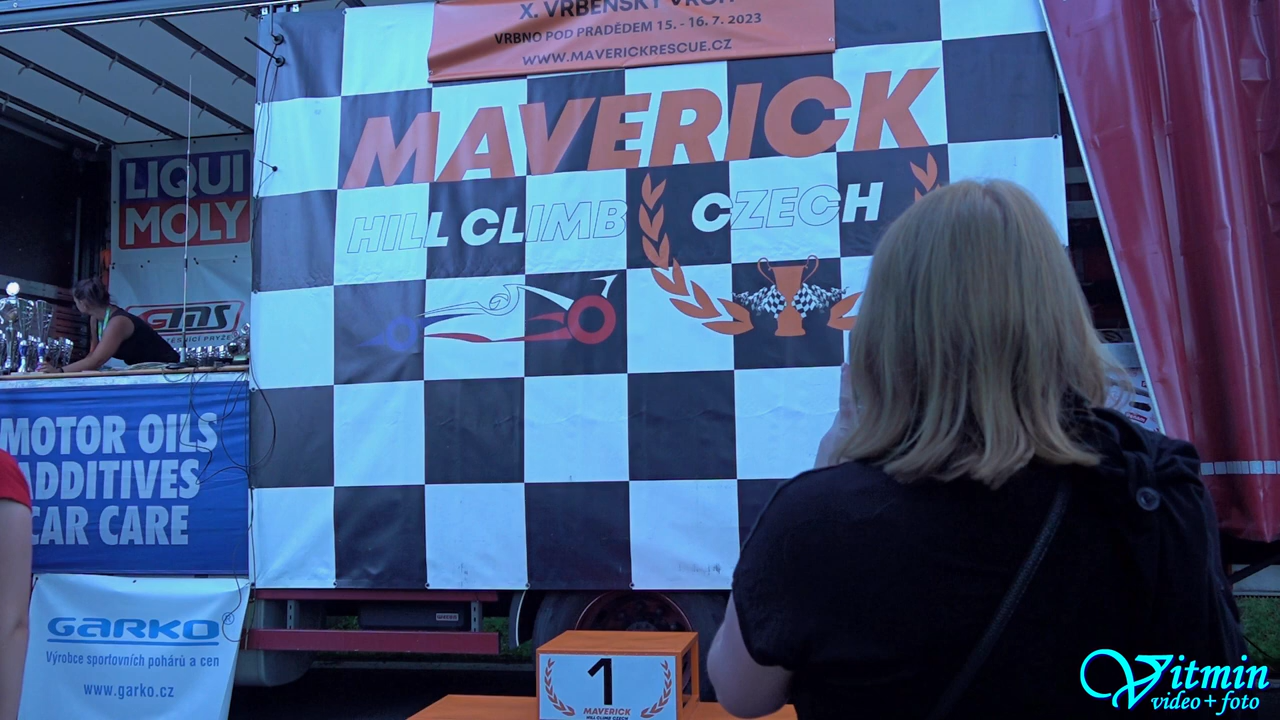 X. VRBENSKÝ VRCH
VRBNO POD PRADĚDEM 15. - 16. 7. 2023
WWW.MAVERICKRESCUE.CZ
MAVERICK
HILL CLIMB CZECH
LIQUI
MOLY
GMS
MOTOR OILS
ADDITIVES
CAR CARE
GARKO
Výrobce sportovních pohárů a cen
www.garko.cz
1
MAVERICK
HILL CLIMB CZECH
Vitmin
video+foto